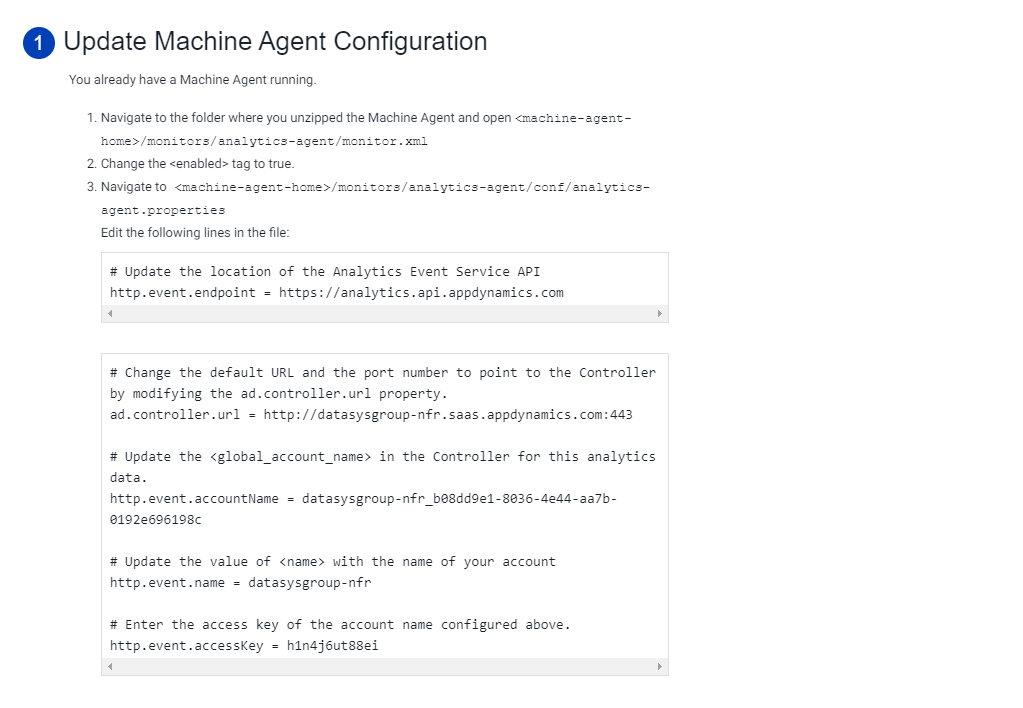 1 Update Machine Agent Configuration
You already have a Machine Agent running.
1. Navigate to the folder where you unzipped the Machine Agent and open <machine-agent-
home>/monitors/analytics-agent/monitor.xml
2. Change the <enabled> tag to true.
3. Navigate to <machine-agent-home>/monitors/analytics-agent/conf/analytics-
agent.properties
Edit the following lines in the file:
# Update the location of the Analytics Event Service API
http.event.endpoint = https://analytics.api.appdynamics.com
# Change the default URL and the port number to point to the Controller
by modifying the ad.controller.url property.
ad.controller.url = http://datasysgroup-nfr.saas.appdynamics.com:443
# Update the <global_account_name> in the Controller for this analytics
data.
http.event.accountName = datasysgroup-nfr_b08dd9e1-8036-4e44-aa7b-
0192e696198c
# Update the value of <name> with the name of your account
http.event.name = datasysgroup-nfr
# Enter the access key of the account name configured above.
http.event.accessKey = h1n4j6ut88ei